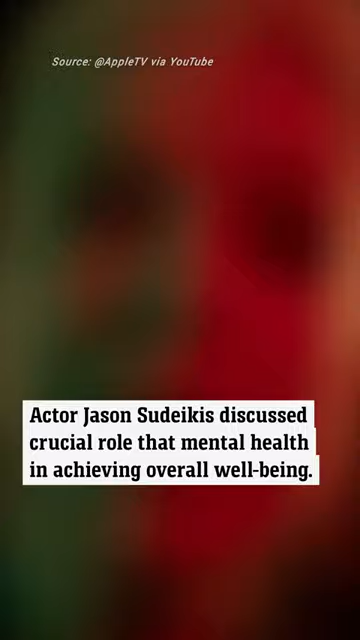 Source: @AppleTV via YouTube
Actor Jason Sudeikis discussed
crucial role that mental health
in achieving overall well-being.